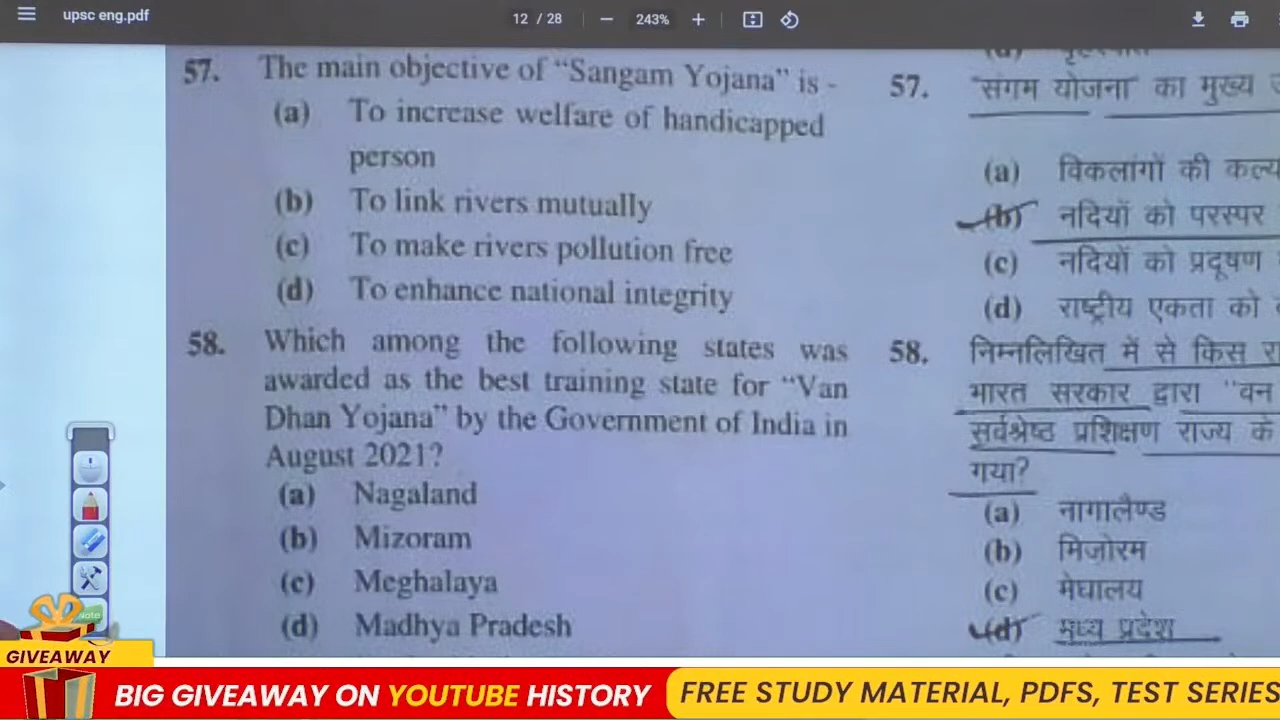 upsc eng.pdf
12 / 28
243%
57. The main objective of “Sangam Yojana” is -
(a) To increase welfare of handicapped
person
(b) To link rivers mutually
(c) To make rivers pollution free
(d) To enhance national integrity
58. Which among the following states was
awarded as the best training state for “Van
Dhan Yojana” by the Government of India in
August 2021?
(a) Nagaland
(b) Mizoram
(c) Meghalaya
(d) Madhya Pradesh
57. "संगम योजना" का मुख्य
(a) विकलांगों की
(b) नदियों को परस्पर
(c) नदियों को प्रदूषण
(d) राष्ट्रीय एकता को
58. निम्नलिखित में से किस
भारत सरकार द्वारा "वन
सर्वश्रेष्ठ प्रशिक्षण राज्य के
गया?
(a) नागालैण्ड
(b) मिजोरम
(c) मेघालय
(d) मध्य प्रदेश
Note
GIVEAWAY
BIG GIVEAWAY ON YOUTUBE HISTORY
FREE STUDY MATERIAL, PDFS, TEST SERIES